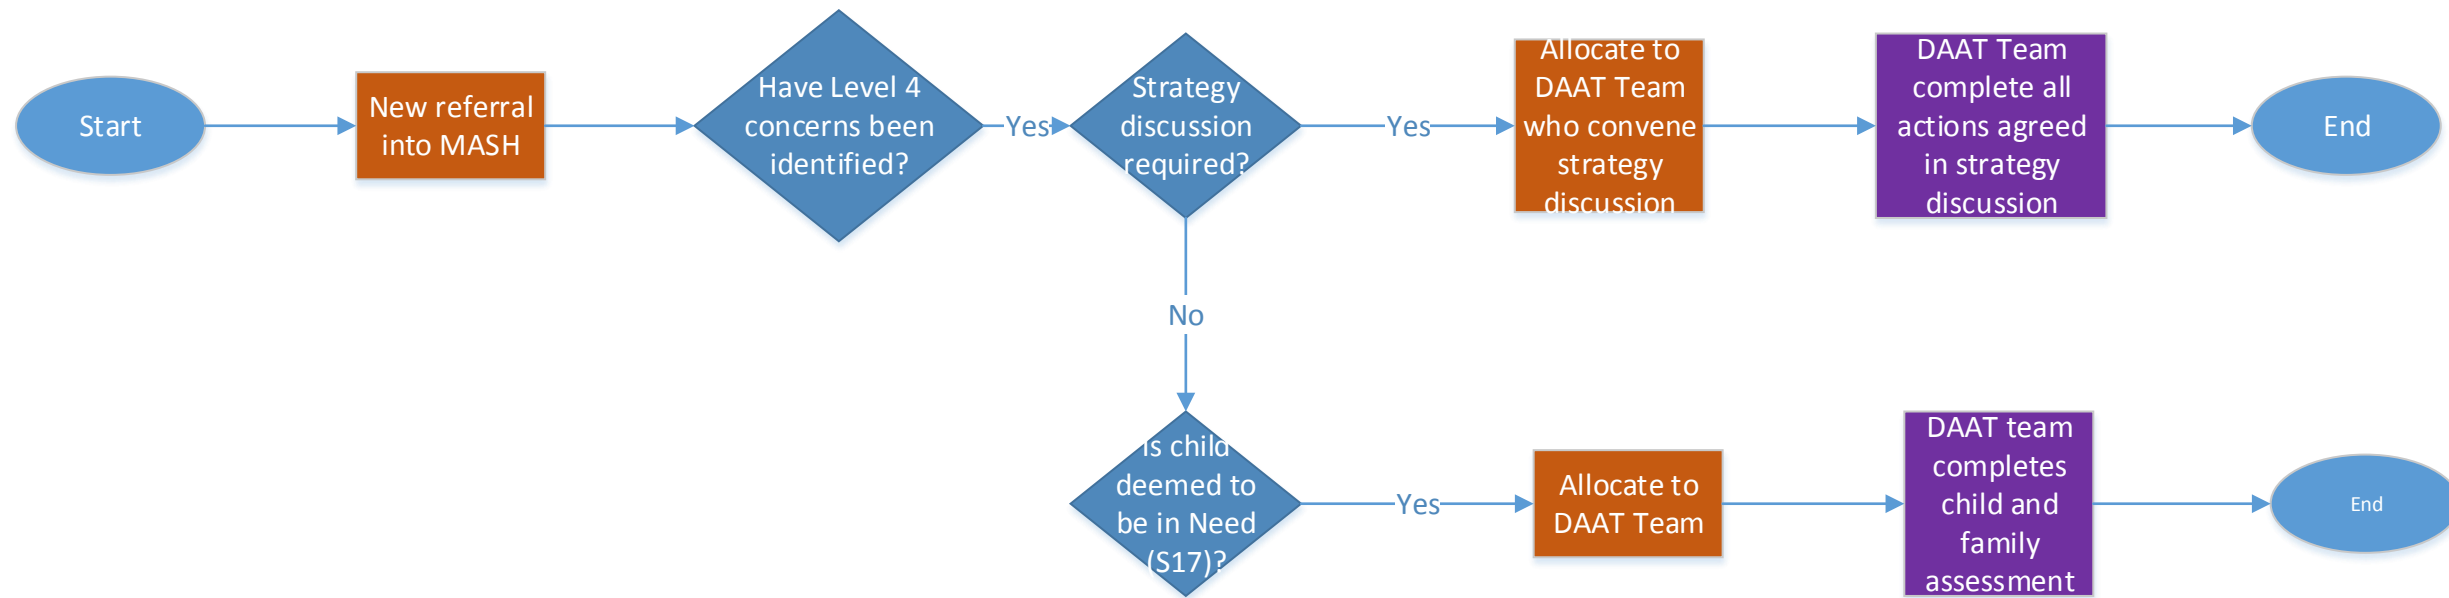 Start
New referral
into MASH
Have Level 4
concerns been
identified?
Yes
Strategy
discussion
required?
Yes
Allocate to
DAAT Team
who convene
strategy
discussion
DAAT Team
complete all
actions agreed
in strategy
discussion
End
No
Is child
deemed to
be in Need
(S17)?
Yes
Allocate to
DAAT Team
DAAT team
completes
child and
family
assessment
End